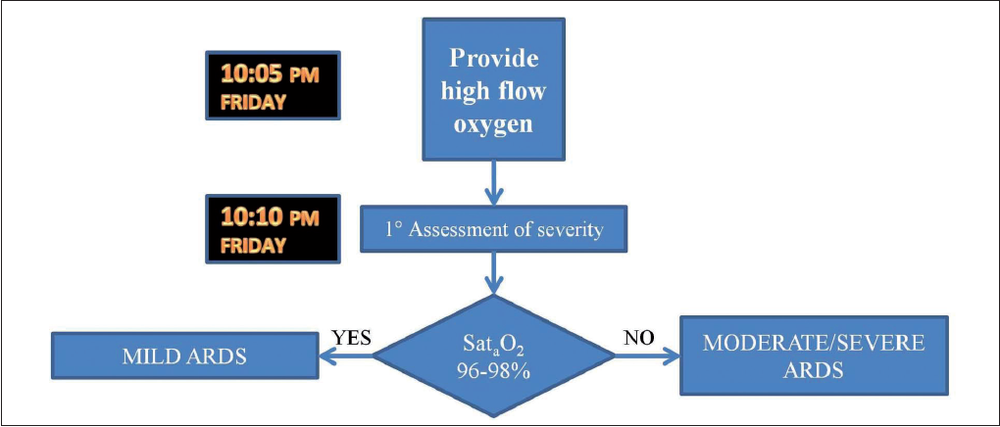 10:05 PM
FRIDAY
Provide
high flow
oxygen
10:10 PM
FRIDAY
1° Assessment of severity
MILD ARDS
YES
SatₐO₂
96-98%
NO
MODERATE/SEVERE
ARDS